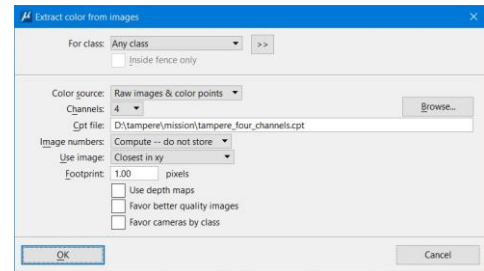 Extract color from images
For class: Any class >>
Inside fence only
Color source: Raw images & color points
Channels: 4 Browse...
Cpt file: D:\tampere\mission\tampere_four_channels.cpt
Image numbers: Compute -- do not store
Use image: Closest in xy
Footprint: 1.00 pixels
Use depth maps
Favor better quality images
Favor cameras by class
OK Cancel